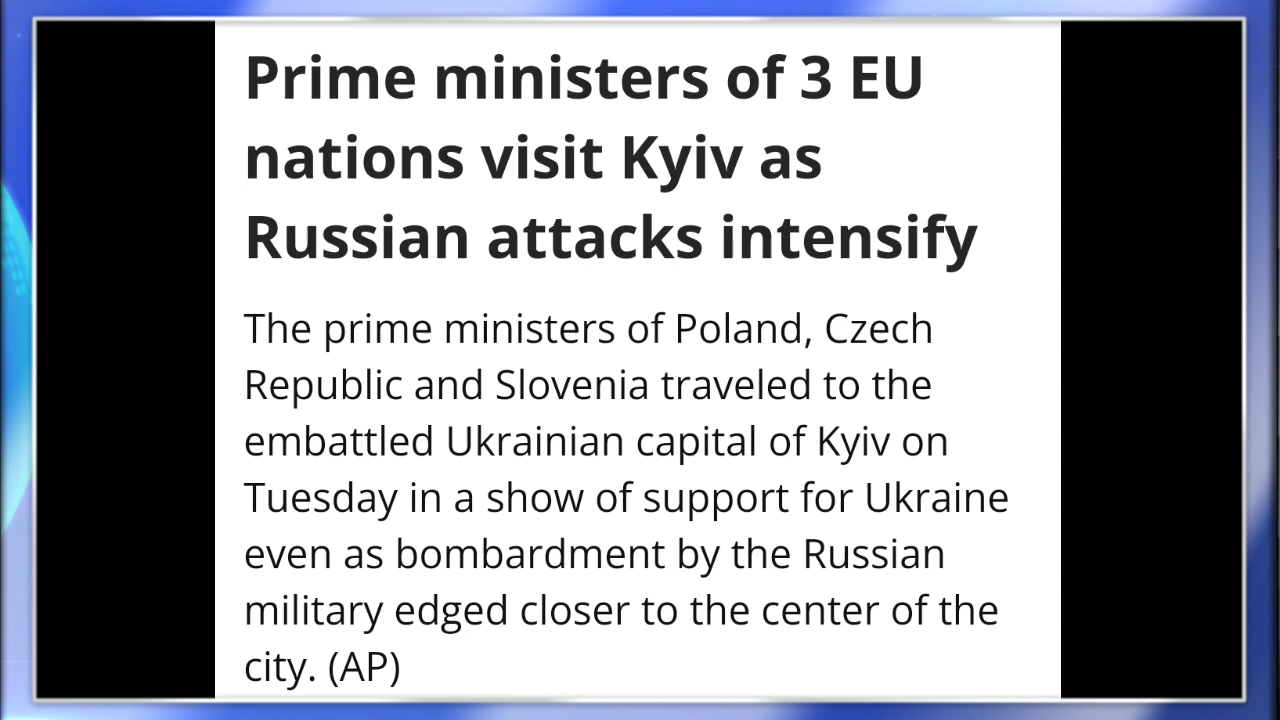 Prime ministers of 3 EU
nations visit Kyiv as
Russian attacks intensify
The prime ministers of Poland, Czech
Republic and Slovenia traveled to the
embattled Ukrainian capital of Kyiv on
Tuesday in a show of support for Ukraine
even as bombardment by the Russian
military edged closer to the center of the
city. (AP)